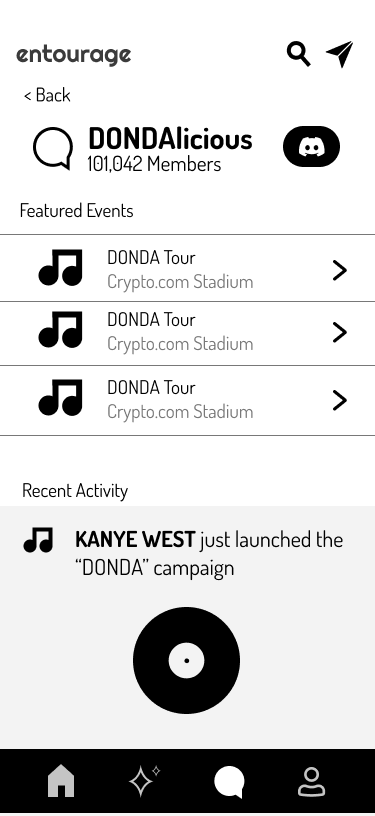 entourage
< Back
DONDAlicious
101,042 Members
Featured Events
DONDA Tour
Crypto.com Stadium
DONDA Tour
Crypto.com Stadium
DONDA Tour
Crypto.com Stadium
Recent Activity
KANYE WEST just launched the
“DONDA” campaign